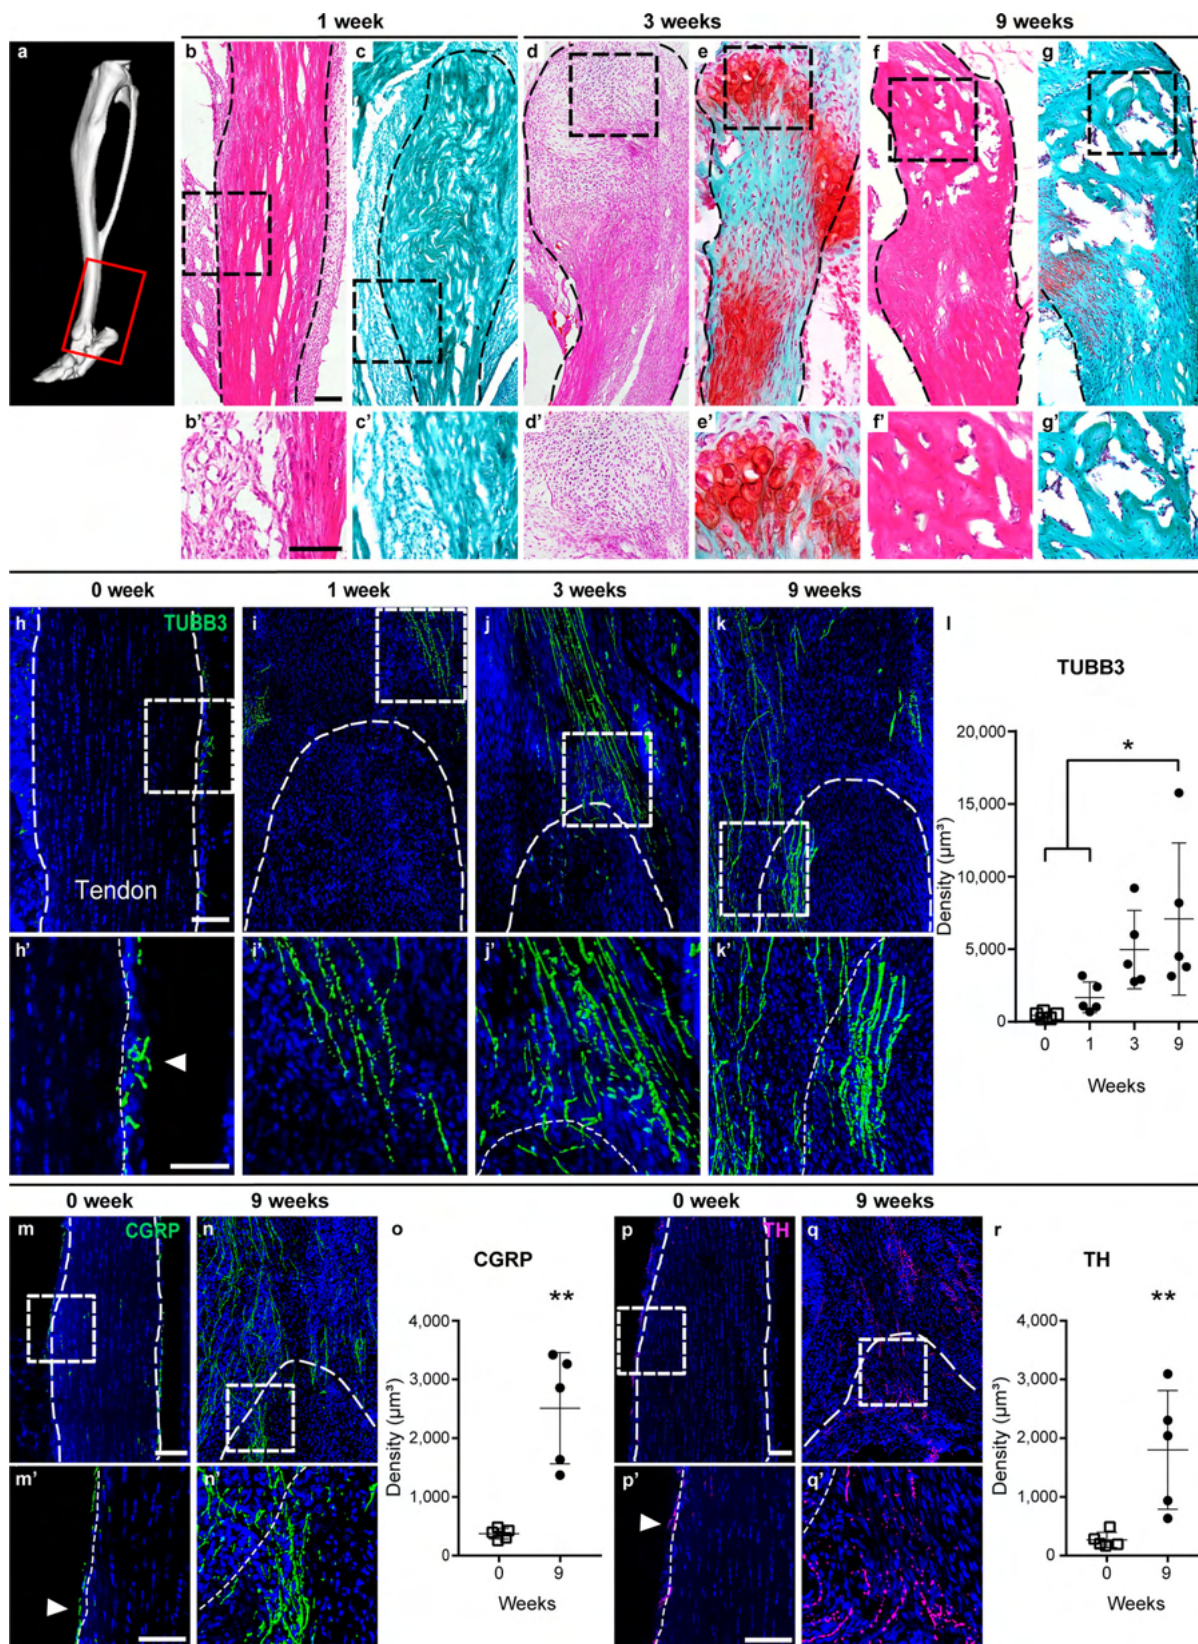 1 week 3 weeks 9 weeks
a b c d e f g
b' c' d' e' f' g'
0 week 1 week 3 weeks 9 weeks
h TUBB3 i j k l
TUBB3
20,000
*
15,000
10,000
5,000
0
Density (µm³)
0 1 3 9
Weeks
Tendon
h' i' j' k'
0 week 9 weeks 0 week 9 weeks
m CGRP n o p TH q r
CGRP
**
4,000
3,000
2,000
1,000
0
Density (µm³)
0 9
Weeks
TH
**
4,000
3,000
2,000
1,000
0
Density (µm³)
0 9
Weeks
m' n' p' q'